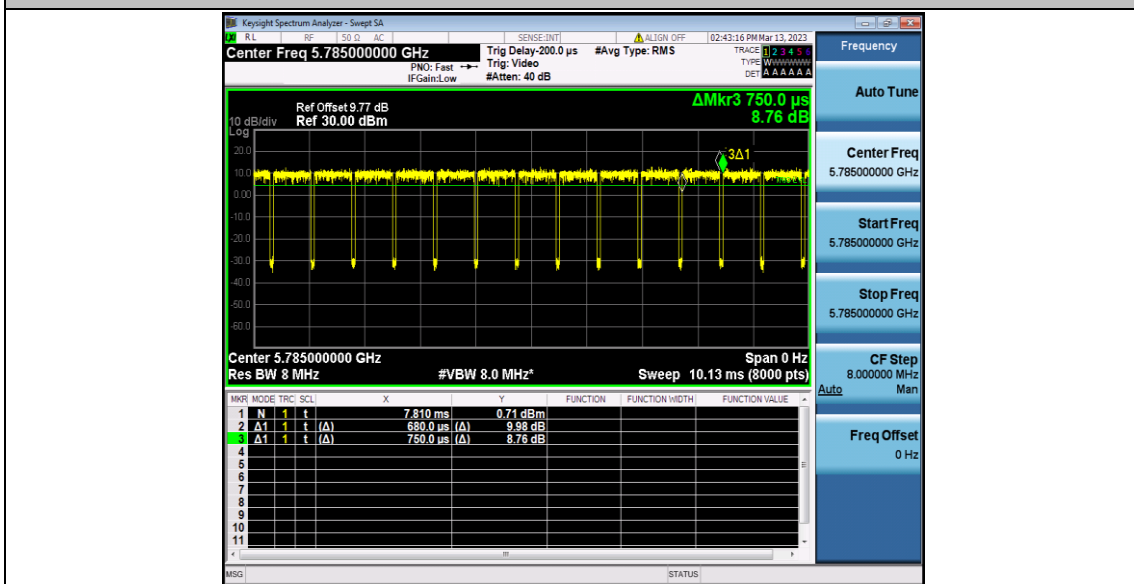 Keysight Spectrum Analyzer - Swept SA
RL RF 50 Ω AC SENSE:INT ALIGN OFF 02:43:16 PM Mar 13, 2023
Center Freq 5.785000000 GHz
PNO: Fast
IFGain:Low
Trig Delay-200.0 µs
Trig: Video
#Atten: 40 dB
#Avg Type: RMS
TRACE 1 2 3 4 5 6
TYPE W
DET A A A A A A
Ref Offset 9.77 dB
10 dB/div Ref 30.00 dBm
Log
ΔMkr3 750.0 µs
8.76 dB
20.0
10.0
0.00
-10.0
-20.0
-30.0
-40.0
-50.0
-60.0
3Δ1
Center 5.785000000 GHz Span 0 Hz
Res BW 8 MHz #VBW 8.0 MHz* Sweep 10.13 ms (8000 pts)
MKR MODE TRC SCL X Y FUNCTION FUNCTION WIDTH FUNCTION VALUE
1 N 1 t 7.810 ms 0.71 dBm
2 Δ1 1 t (Δ) 680.0 µs (Δ) 9.98 dB
3 Δ1 1 t (Δ) 750.0 µs (Δ) 8.76 dB
4
5
6
7
8
9
10
11
MSG STATUS
Frequency
Auto Tune
Center Freq
5.785000000 GHz
Start Freq
5.785000000 GHz
Stop Freq
5.785000000 GHz
CF Step
8.000000 MHz
Auto Man
Freq Offset
0 Hz